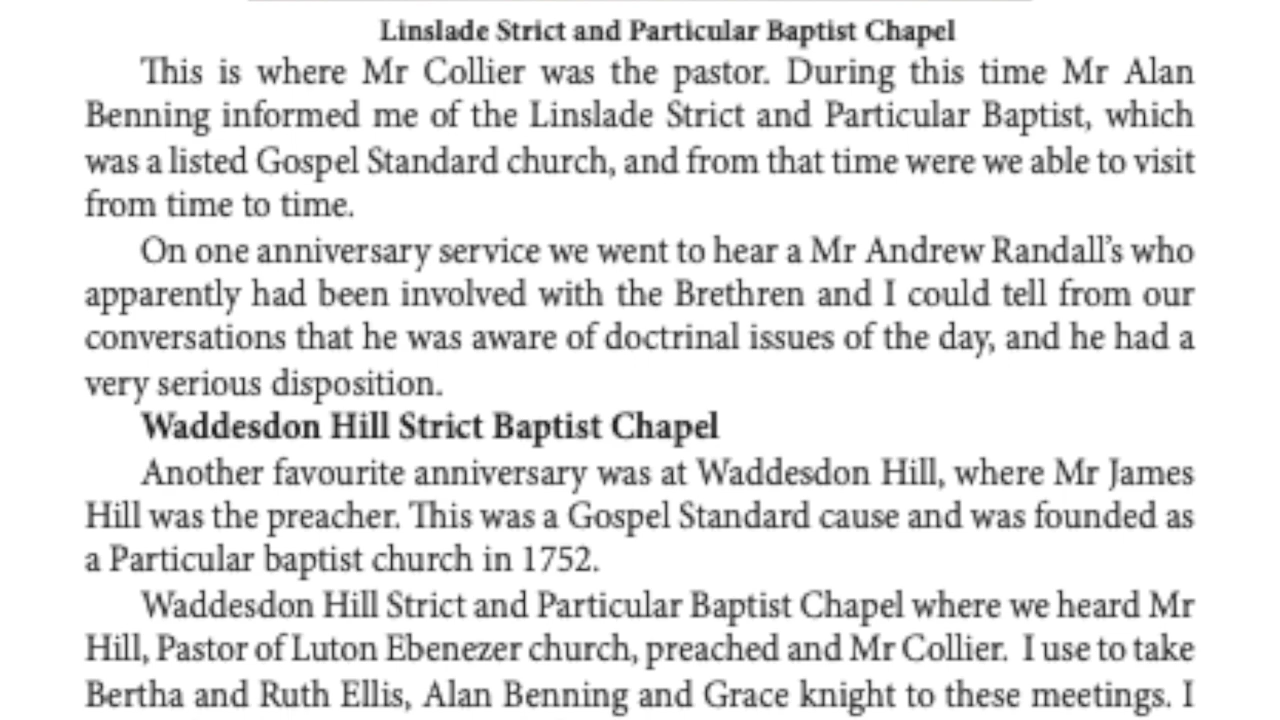 Linslade Strict and Particular Baptist Chapel
This is where Mr Collier was the pastor. During this time Mr Alan
Benning informed me of the Linslade Strict and Particular Baptist, which
was a listed Gospel Standard church, and from that time were we able to visit
from time to time.
On one anniversary service we went to hear a Mr Andrew Randall's who
apparently had been involved with the Brethren and I could tell from our
conversations that he was aware of doctrinal issues of the day, and he had a
very serious disposition.
Waddesdon Hill Strict Baptist Chapel
Another favourite anniversary was at Waddesdon Hill, where Mr James
Hill was the preacher. This was a Gospel Standard cause and was founded as
a Particular baptist church in 1752.
Waddesdon Hill Strict and Particular Baptist Chapel where we heard Mr
Hill, Pastor of Luton Ebenezer church, preached and Mr Collier. I use to take
Bertha and Ruth Ellis, Alan Benning and Grace knight to these meetings. I